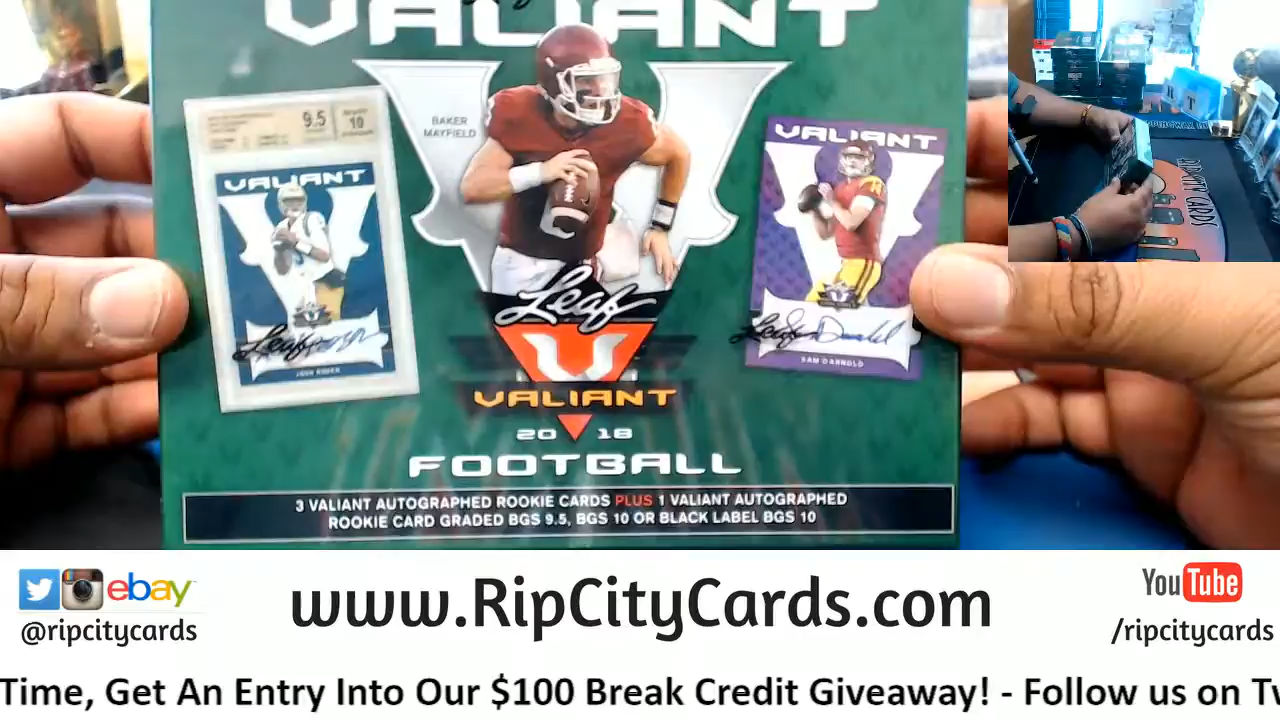 VALIANT
BAKER
MAYFIELD
9.5
10
VALIANT
JOSH ROSEN
VALIANT
SAM DARNOLD
Leaf
VALIANT
2018
FOOTBALL
3 VALIANT AUTOGRAPHED ROOKIE CARDS PLUS 1 VALIANT AUTOGRAPHED
ROOKIE CARD GRADED BGS 9.5, BGS 10 OR BLACK LABEL BGS 10
RIP CITY CARDS
ebay
@ripcitycards
www.RipCityCards.com
YouTube
/ripcitycards
Time, Get An Entry Into Our $100 Break Credit Giveaway! - Follow us on Tw